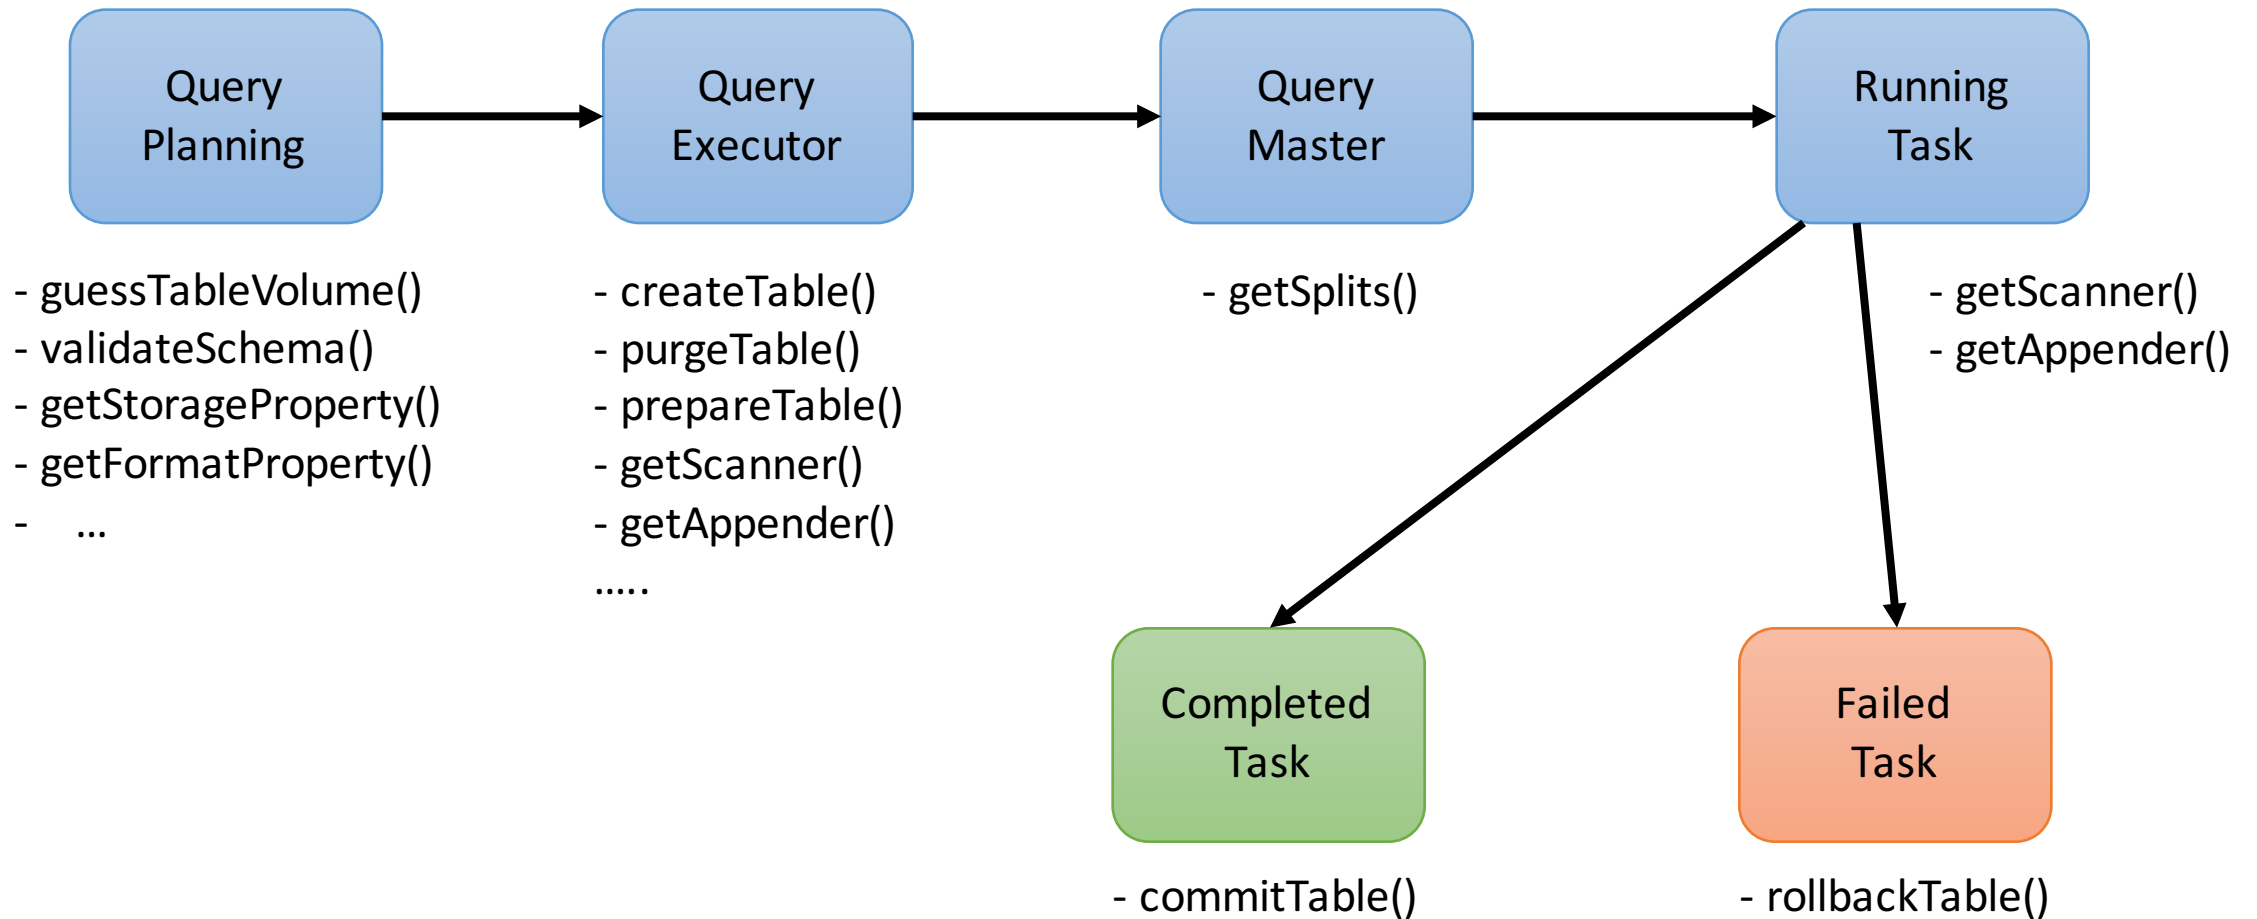 Query
Planning
Query
Executor
Query
Master
Running
Task
- guessTableVolume()
- validateSchema()
- getStorageProperty()
- getFormatProperty()
- ...
- createTable()
- purgeTable()
- prepareTable()
- getScanner()
- getAppender()
.....
- getSplits()
- getScanner()
- getAppender()
Completed
Task
- commitTable()
Failed
Task
- rollbackTable()